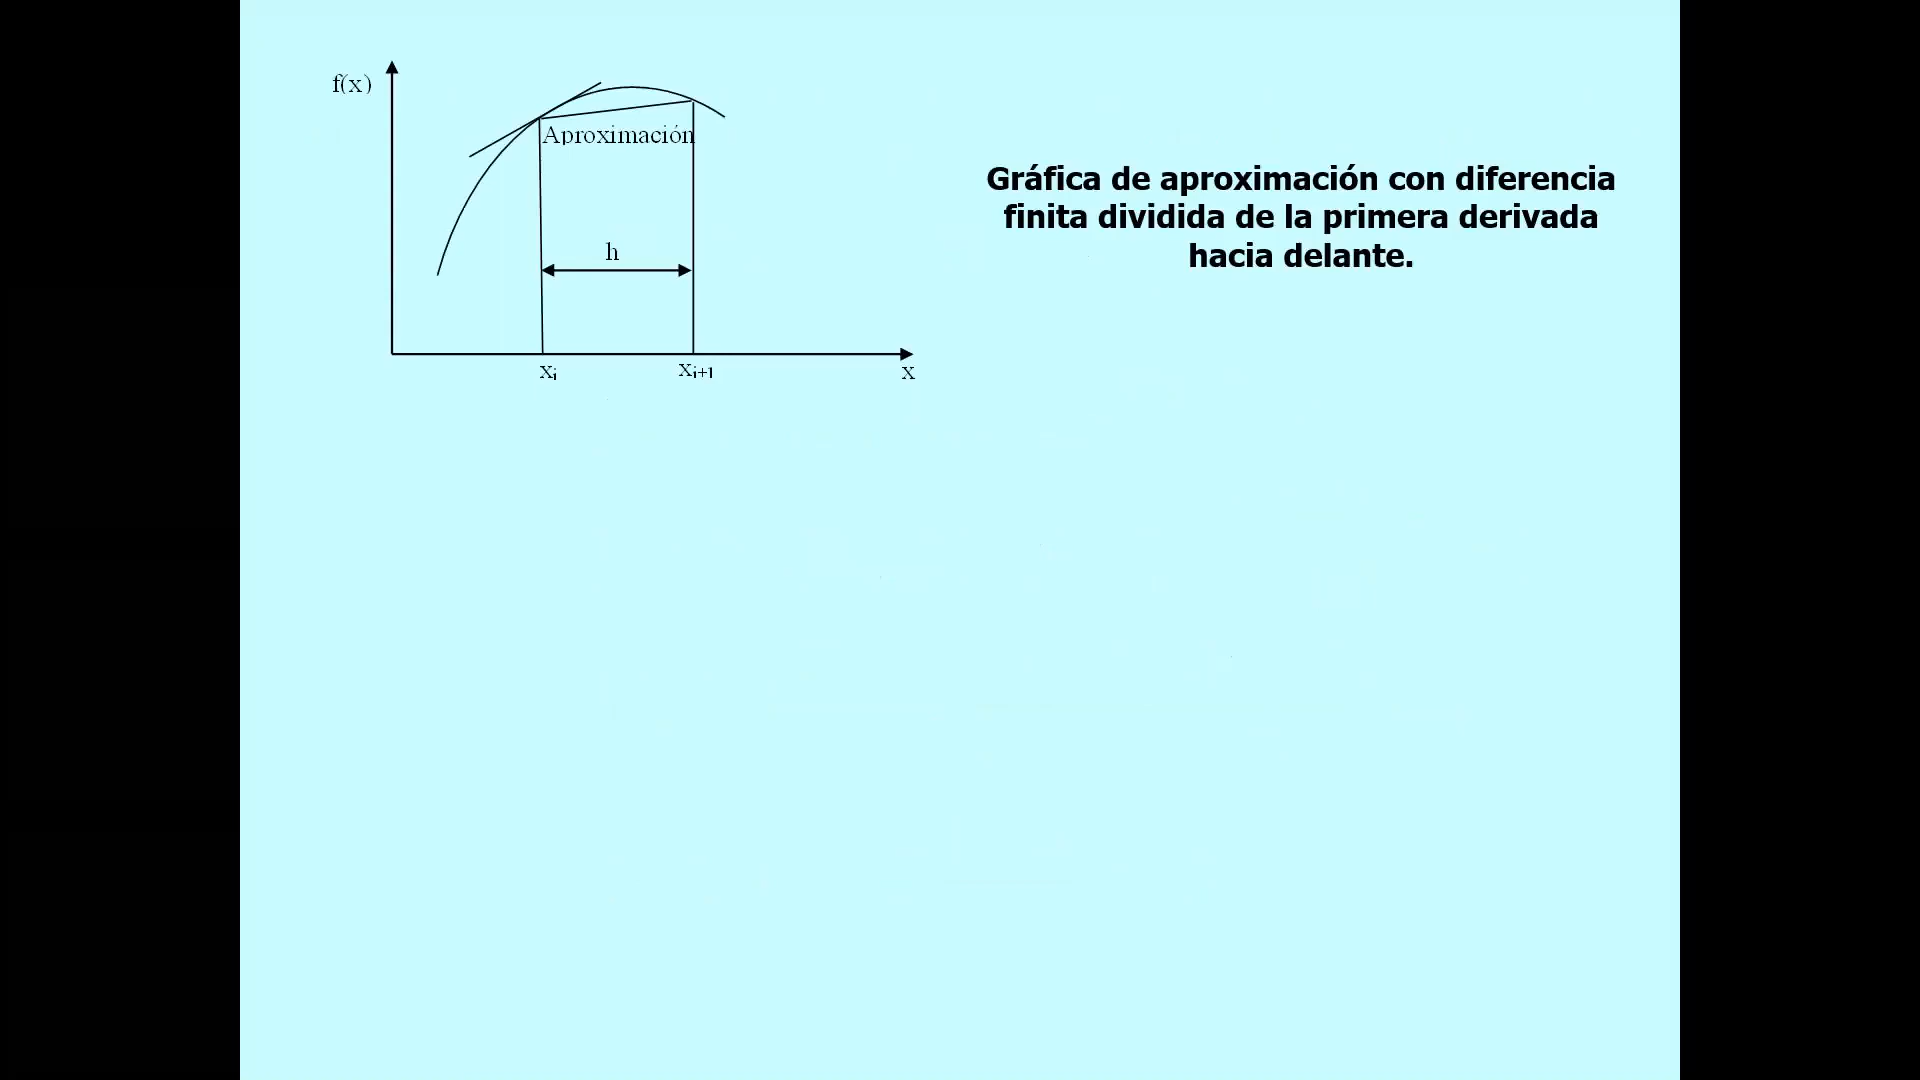 f(x)
Aproximación
h
xi
xi+1
x
Gráfica de aproximación con diferencia
finita dividida de la primera derivada
hacia delante.